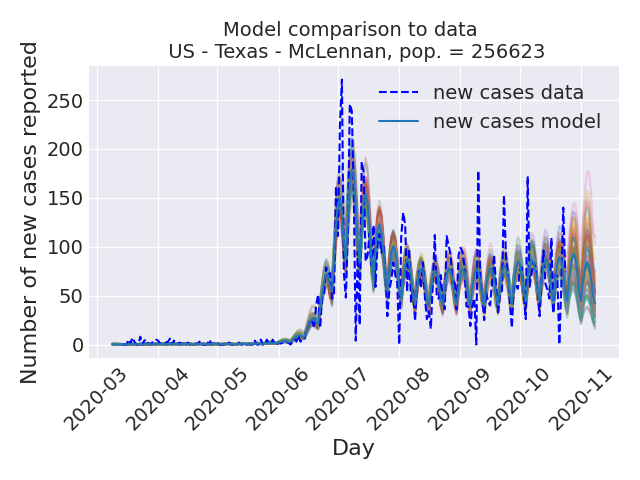 Model comparison to data
US - Texas - McLennan, pop. = 256623
Number of new cases reported
250
200
150
100
50
0
new cases data
new cases model
2020-03
2020-04
2020-05
2020-06
2020-07
2020-08
2020-09
2020-10
2020-11
Day